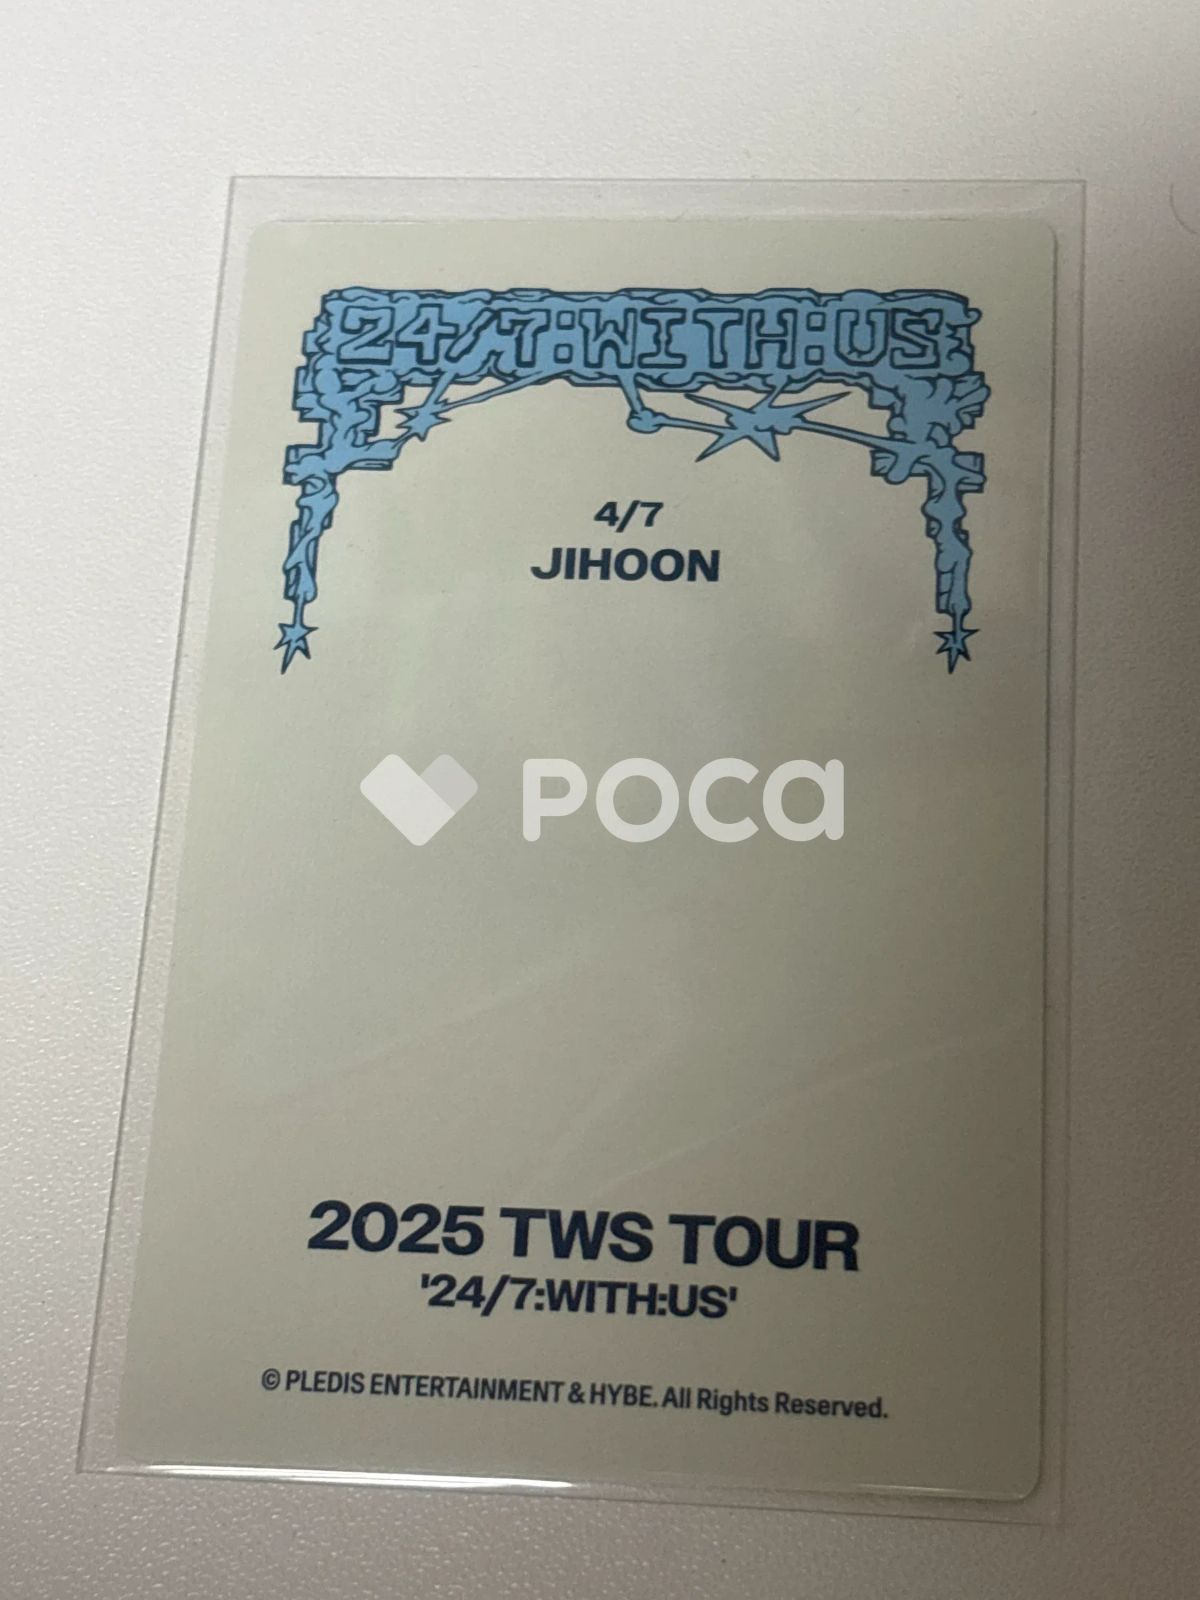 24/7:WITH:US
4/7
JIHOON
POCA
2025 TWS TOUR
'24/7:WITH:US'
© PLEDIS ENTERTAINMENT & HYBE. All Rights Reserved.